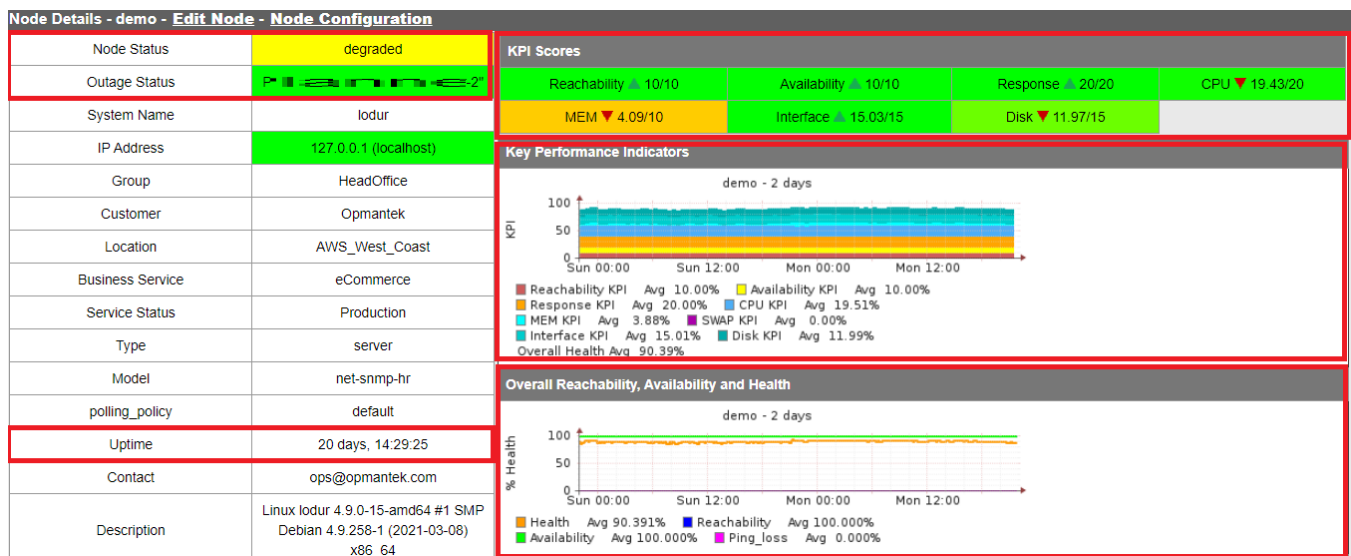 Node Details - demo - Edit Node - Node Configuration
Node Status degraded
Outage Status
System Name lodur
IP Address 127.0.0.1 (localhost)
Group HeadOffice
Customer Opmantek
Location AWS_West_Coast
Business Service eCommerce
Service Status Production
Type server
Model net-snmp-hr
polling_policy default
Uptime 20 days, 14:29:25
Contact ops@opmantek.com
Description Linux lodur 4.9.0-15-amd64 #1 SMP
Debian 4.9.258-1 (2021-03-08)
x86_64
KPI Scores
Reachability ▲ 10/10 Availability ▲ 10/10 Response ▲ 20/20 CPU ▼ 19.43/20
MEM ▼ 4.09/10 Interface ▲ 15.03/15 Disk ▼ 11.97/15
Key Performance Indicators
demo - 2 days
100
KPI
50
0
Sun 00:00 Sun 12:00 Mon 00:00 Mon 12:00
Reachability KPI Avg 10.00% Availability KPI Avg 10.00%
Response KPI Avg 20.00% CPU KPI Avg 19.51%
MEM KPI Avg 3.88% SWAP KPI Avg 0.00%
Interface KPI Avg 15.01% Disk KPI Avg 11.99%
Overall Health Avg 90.39%
Overall Reachability, Availability and Health
demo - 2 days
100
% Health
50
0
Sun 00:00 Sun 12:00 Mon 00:00 Mon 12:00
Health Avg 90.391% Reachability Avg 100.000%
Availability Avg 100.000% Ping_loss Avg 0.000%